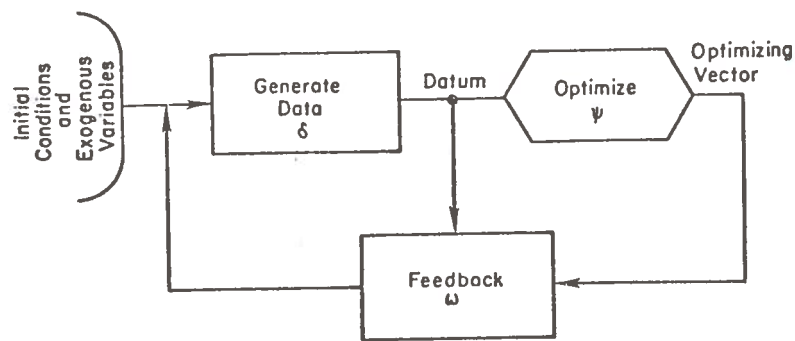 Initial
Conditions
and
Exogenous
Variables
Generate
Data
δ
Datum
Optimize
ψ
Optimizing
Vector
Feedback
ω